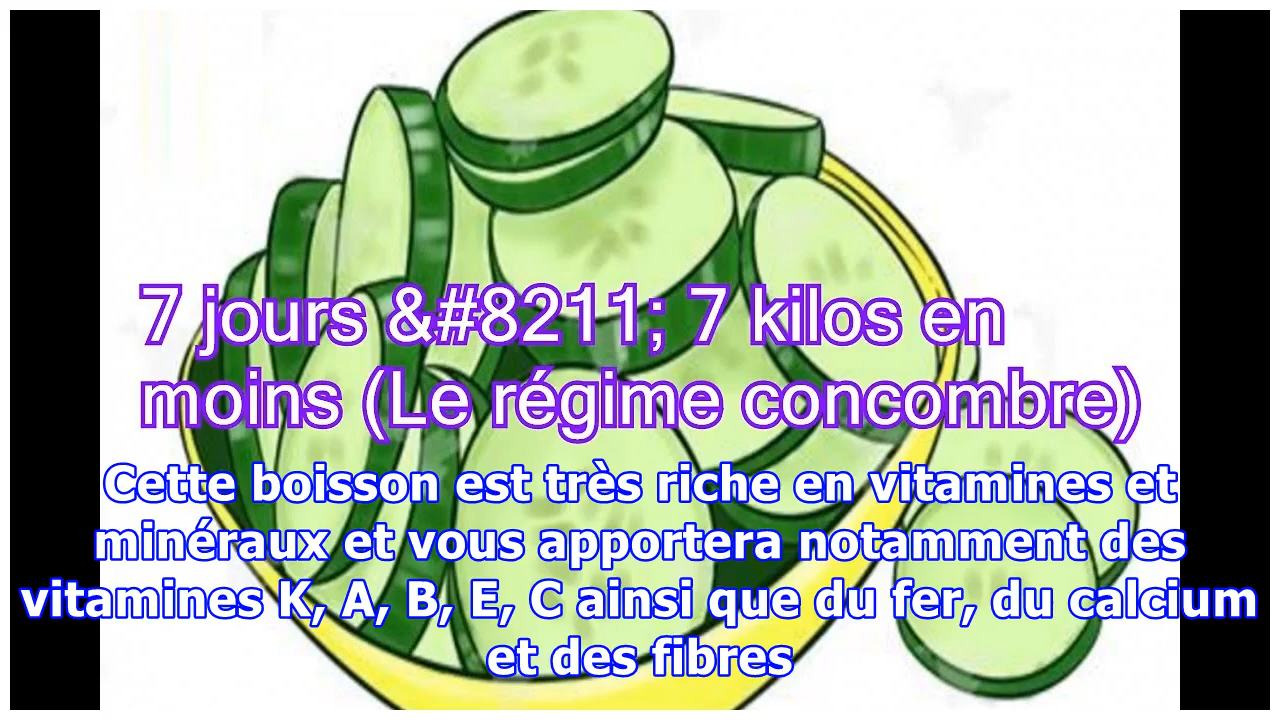 7 jours &#8211; 7 kilos en
moins (Le régime concombre)
Cette boisson est très riche en vitamines et
minéraux et vous apportera notamment des
vitamines K, A, B, E, C ainsi que du fer, du calcium
et des fibres